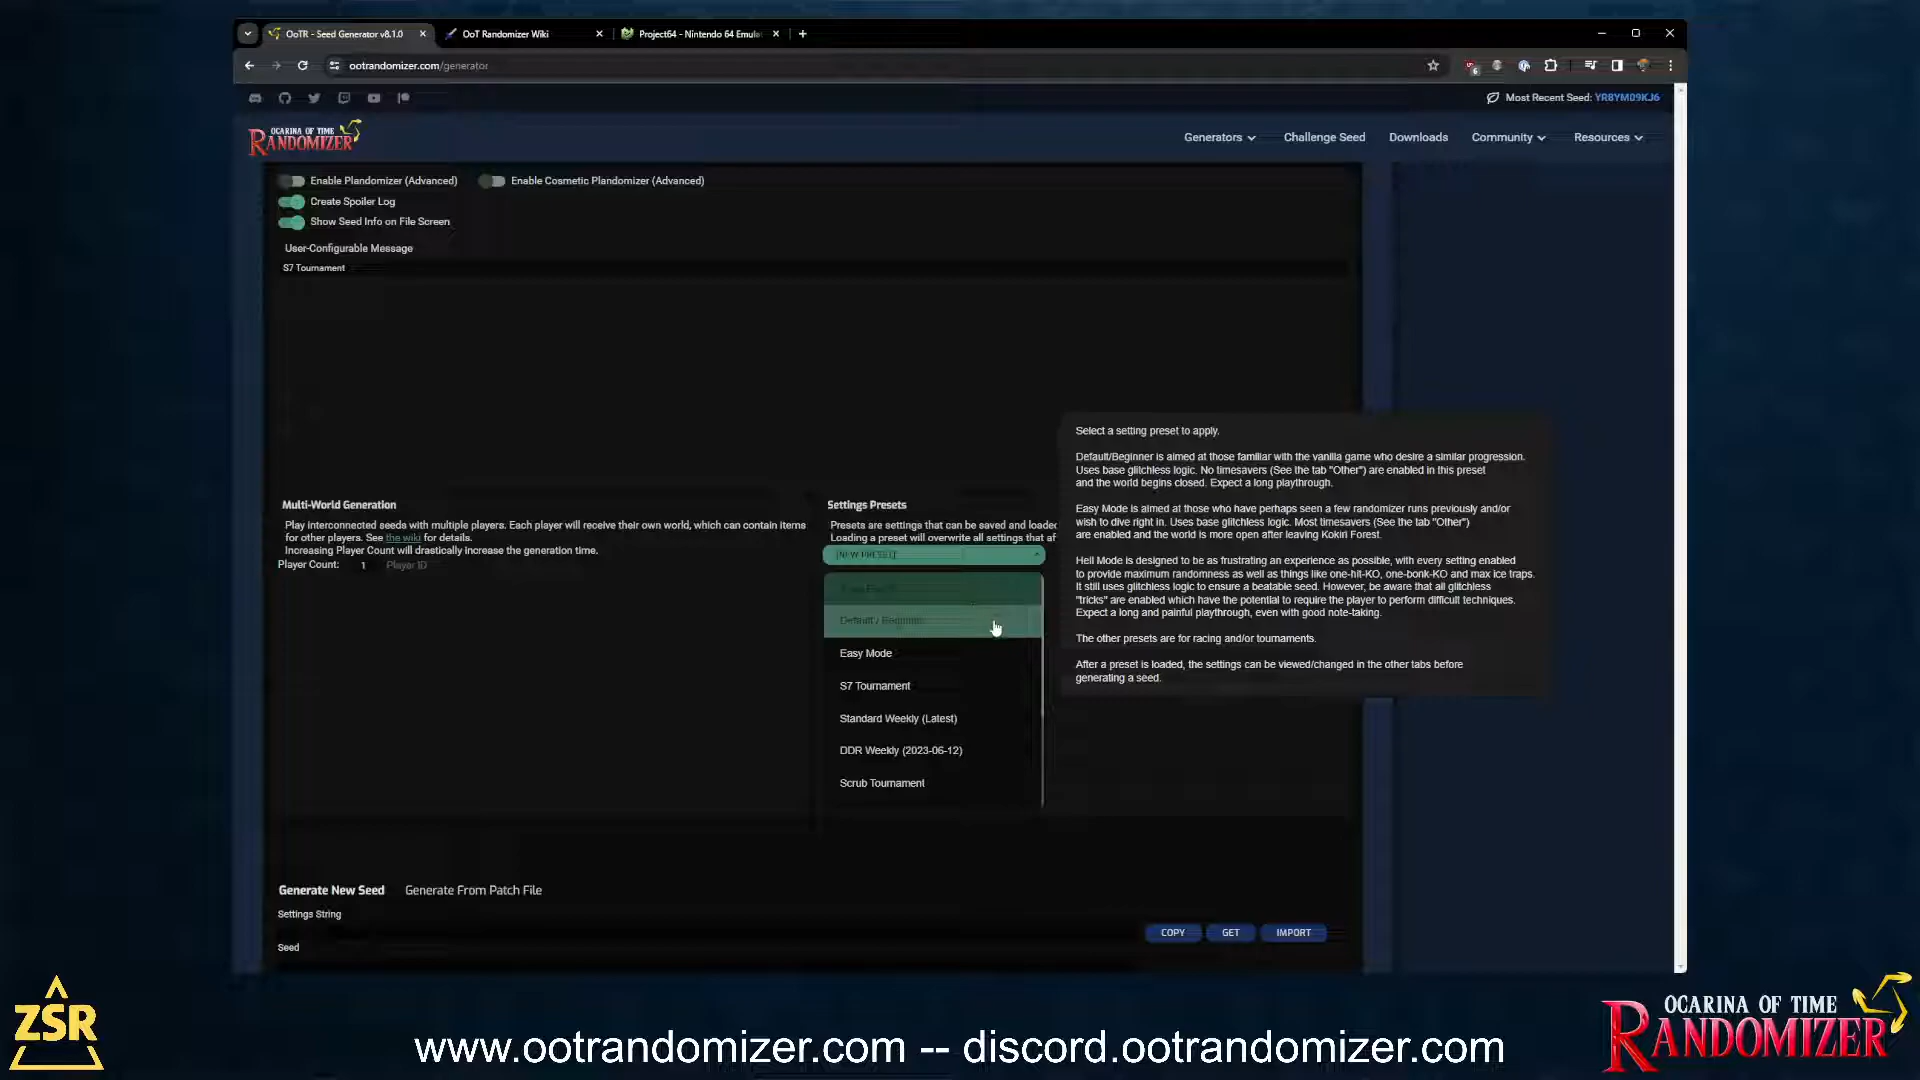 OoTR - Seed Generator v8.1.0
OoT Randomizer Wiki
Project64 - Nintendo 64 Emula
ootrandomizer.com/generator
6
Most Recent Seed: YR8YM09KJ6
OCARINA OF TIME
RANDOMIZER
Generators
Challenge Seed
Downloads
Community
Resources
Enable Plandomizer (Advanced)
Enable Cosmetic Plandomizer (Advanced)
Create Spoiler Log
Show Seed Info on File Screen
User-Configurable Message
S7 Tournament
Multi-World Generation
Play interconnected seeds with multiple players. Each player will receive their own world, which can contain items
for other players. See the wiki for details.
Increasing Player Count will drastically increase the generation time.
Player Count: 1 Player ID
Settings Presets
Presets are settings that can be saved and loaded
Loading a preset will overwrite all settings that af
[NEW PRESET]
Default / Beginner
Easy Mode
S7 Tournament
Standard Weekly (Latest)
DDR Weekly (2023-06-12)
Scrub Tournament
Select a setting preset to apply.
Default/Beginner is aimed at those familiar with the vanilla game who desire a similar progression.
Uses base glitchless logic. No timesavers (See the tab "Other") are enabled in this preset
and the world begins closed. Expect a long playthrough.
Easy Mode is aimed at those who have perhaps seen a few randomizer runs previously and/or
wish to dive right in. Uses base glitchless logic. Most timesavers (See the tab "Other")
are enabled and the world is more open after leaving Kokiri Forest.
Hell Mode is designed to be as frustrating an experience as possible, with every setting enabled
to provide maximum randomness as well as things like one-hit-KO, one-bonk-KO and max ice traps.
It still uses glitchless logic to ensure a beatable seed. However, be aware that all glitchless
"tricks" are enabled which have the potential to require the player to perform difficult techniques.
Expect a long and painful playthrough, even with good note-taking.
The other presets are for racing and/or tournaments.
After a preset is loaded, the settings can be viewed/changed in the other tabs before
generating a seed.
Generate New Seed
Generate From Patch File
Settings String
COPY
GET
IMPORT
Seed
ZSR
www.ootrandomizer.com -- discord.ootrandomizer.com
OCARINA OF TIME
RANDOMIZER